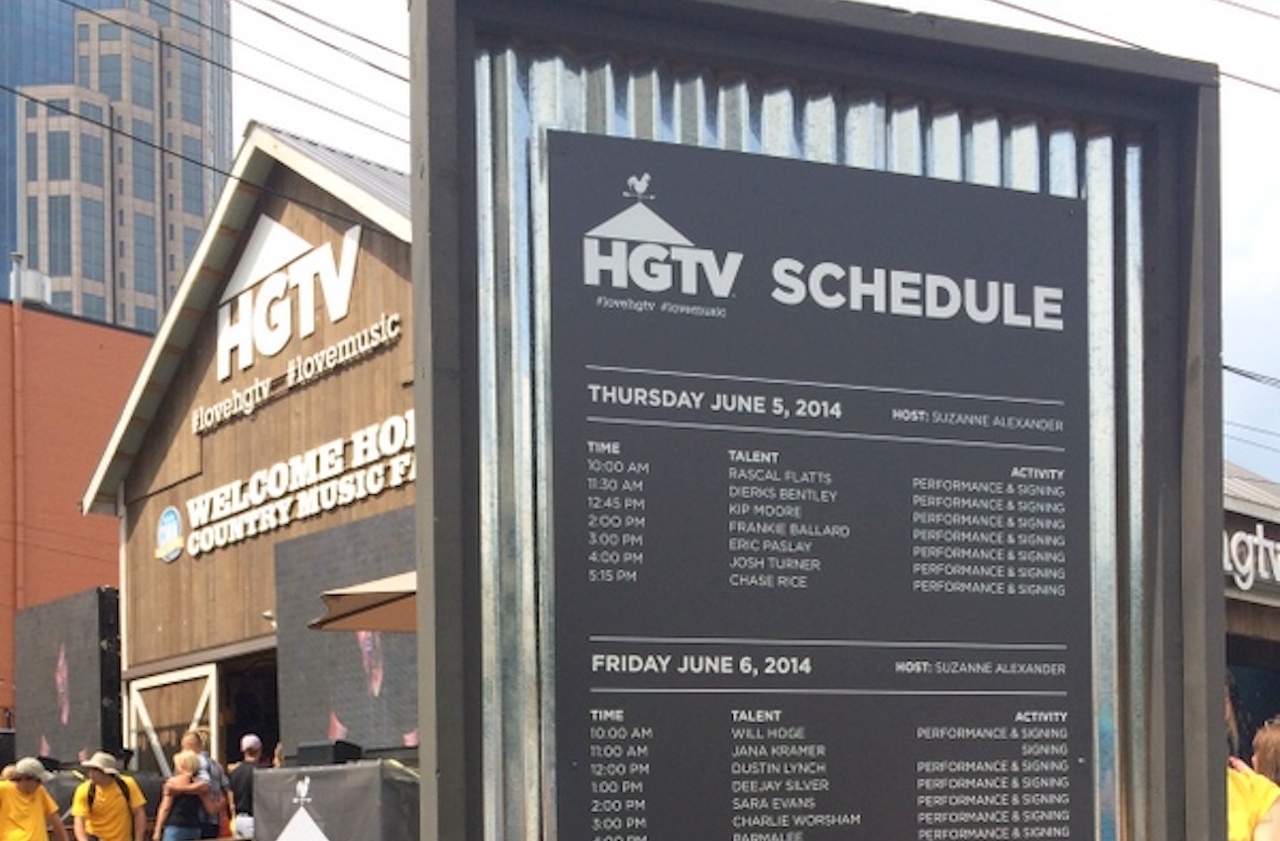 HGTV
#lovehgtv #lovemusic
WELCOME HO
COUNTRY MUSIC FA
HGTV SCHEDULE
#lovehgtv #lovemusic
THURSDAY JUNE 5, 2014 HOST: SUZANNE ALEXANDER
TIME TALENT ACTIVITY
10:00 AM RASCAL FLATTS PERFORMANCE & SIGNING
11:30 AM DIERKS BENTLEY PERFORMANCE & SIGNING
12:45 PM KIP MOORE PERFORMANCE & SIGNING
2:00 PM FRANKIE BALLARD PERFORMANCE & SIGNING
3:00 PM ERIC PASLAY PERFORMANCE & SIGNING
4:00 PM JOSH TURNER PERFORMANCE & SIGNING
5:15 PM CHASE RICE PERFORMANCE & SIGNING
FRIDAY JUNE 6, 2014 HOST: SUZANNE ALEXANDER
TIME TALENT ACTIVITY
10:00 AM WILL HOGE PERFORMANCE & SIGNING
11:00 AM JANA KRAMER SIGNING
12:00 PM DUSTIN LYNCH PERFORMANCE & SIGNING
1:00 PM DEEJAY SILVER PERFORMANCE & SIGNING
2:00 PM SARA EVANS PERFORMANCE & SIGNING
3:00 PM CHARLIE WORSHAM PERFORMANCE & SIGNING
4:00 PM PARMALEE PERFORMANCE & SIGNING
hgtv